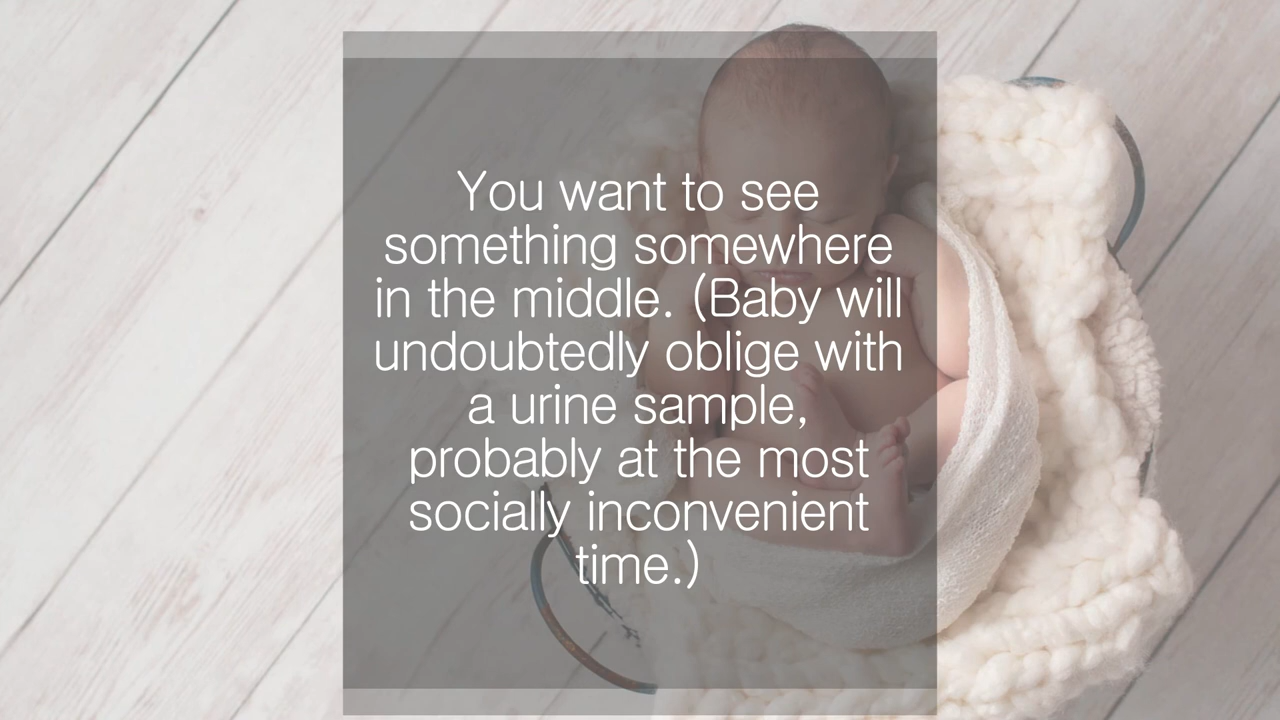 You want to see
something somewhere
in the middle. (Baby will
undoubtedly oblige with
a urine sample,
probably at the most
socially inconvenient
time.)